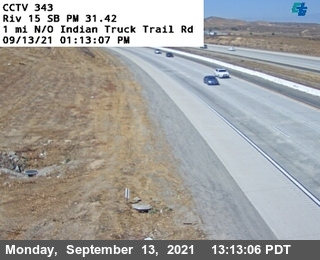 CCTV 343
Riv 15 SB PM 31.42
1 mi N/O Indian Truck Trail Rd
09/13/21 01:13:07 PM
Monday, September 13, 2021 13:13:06 PDT